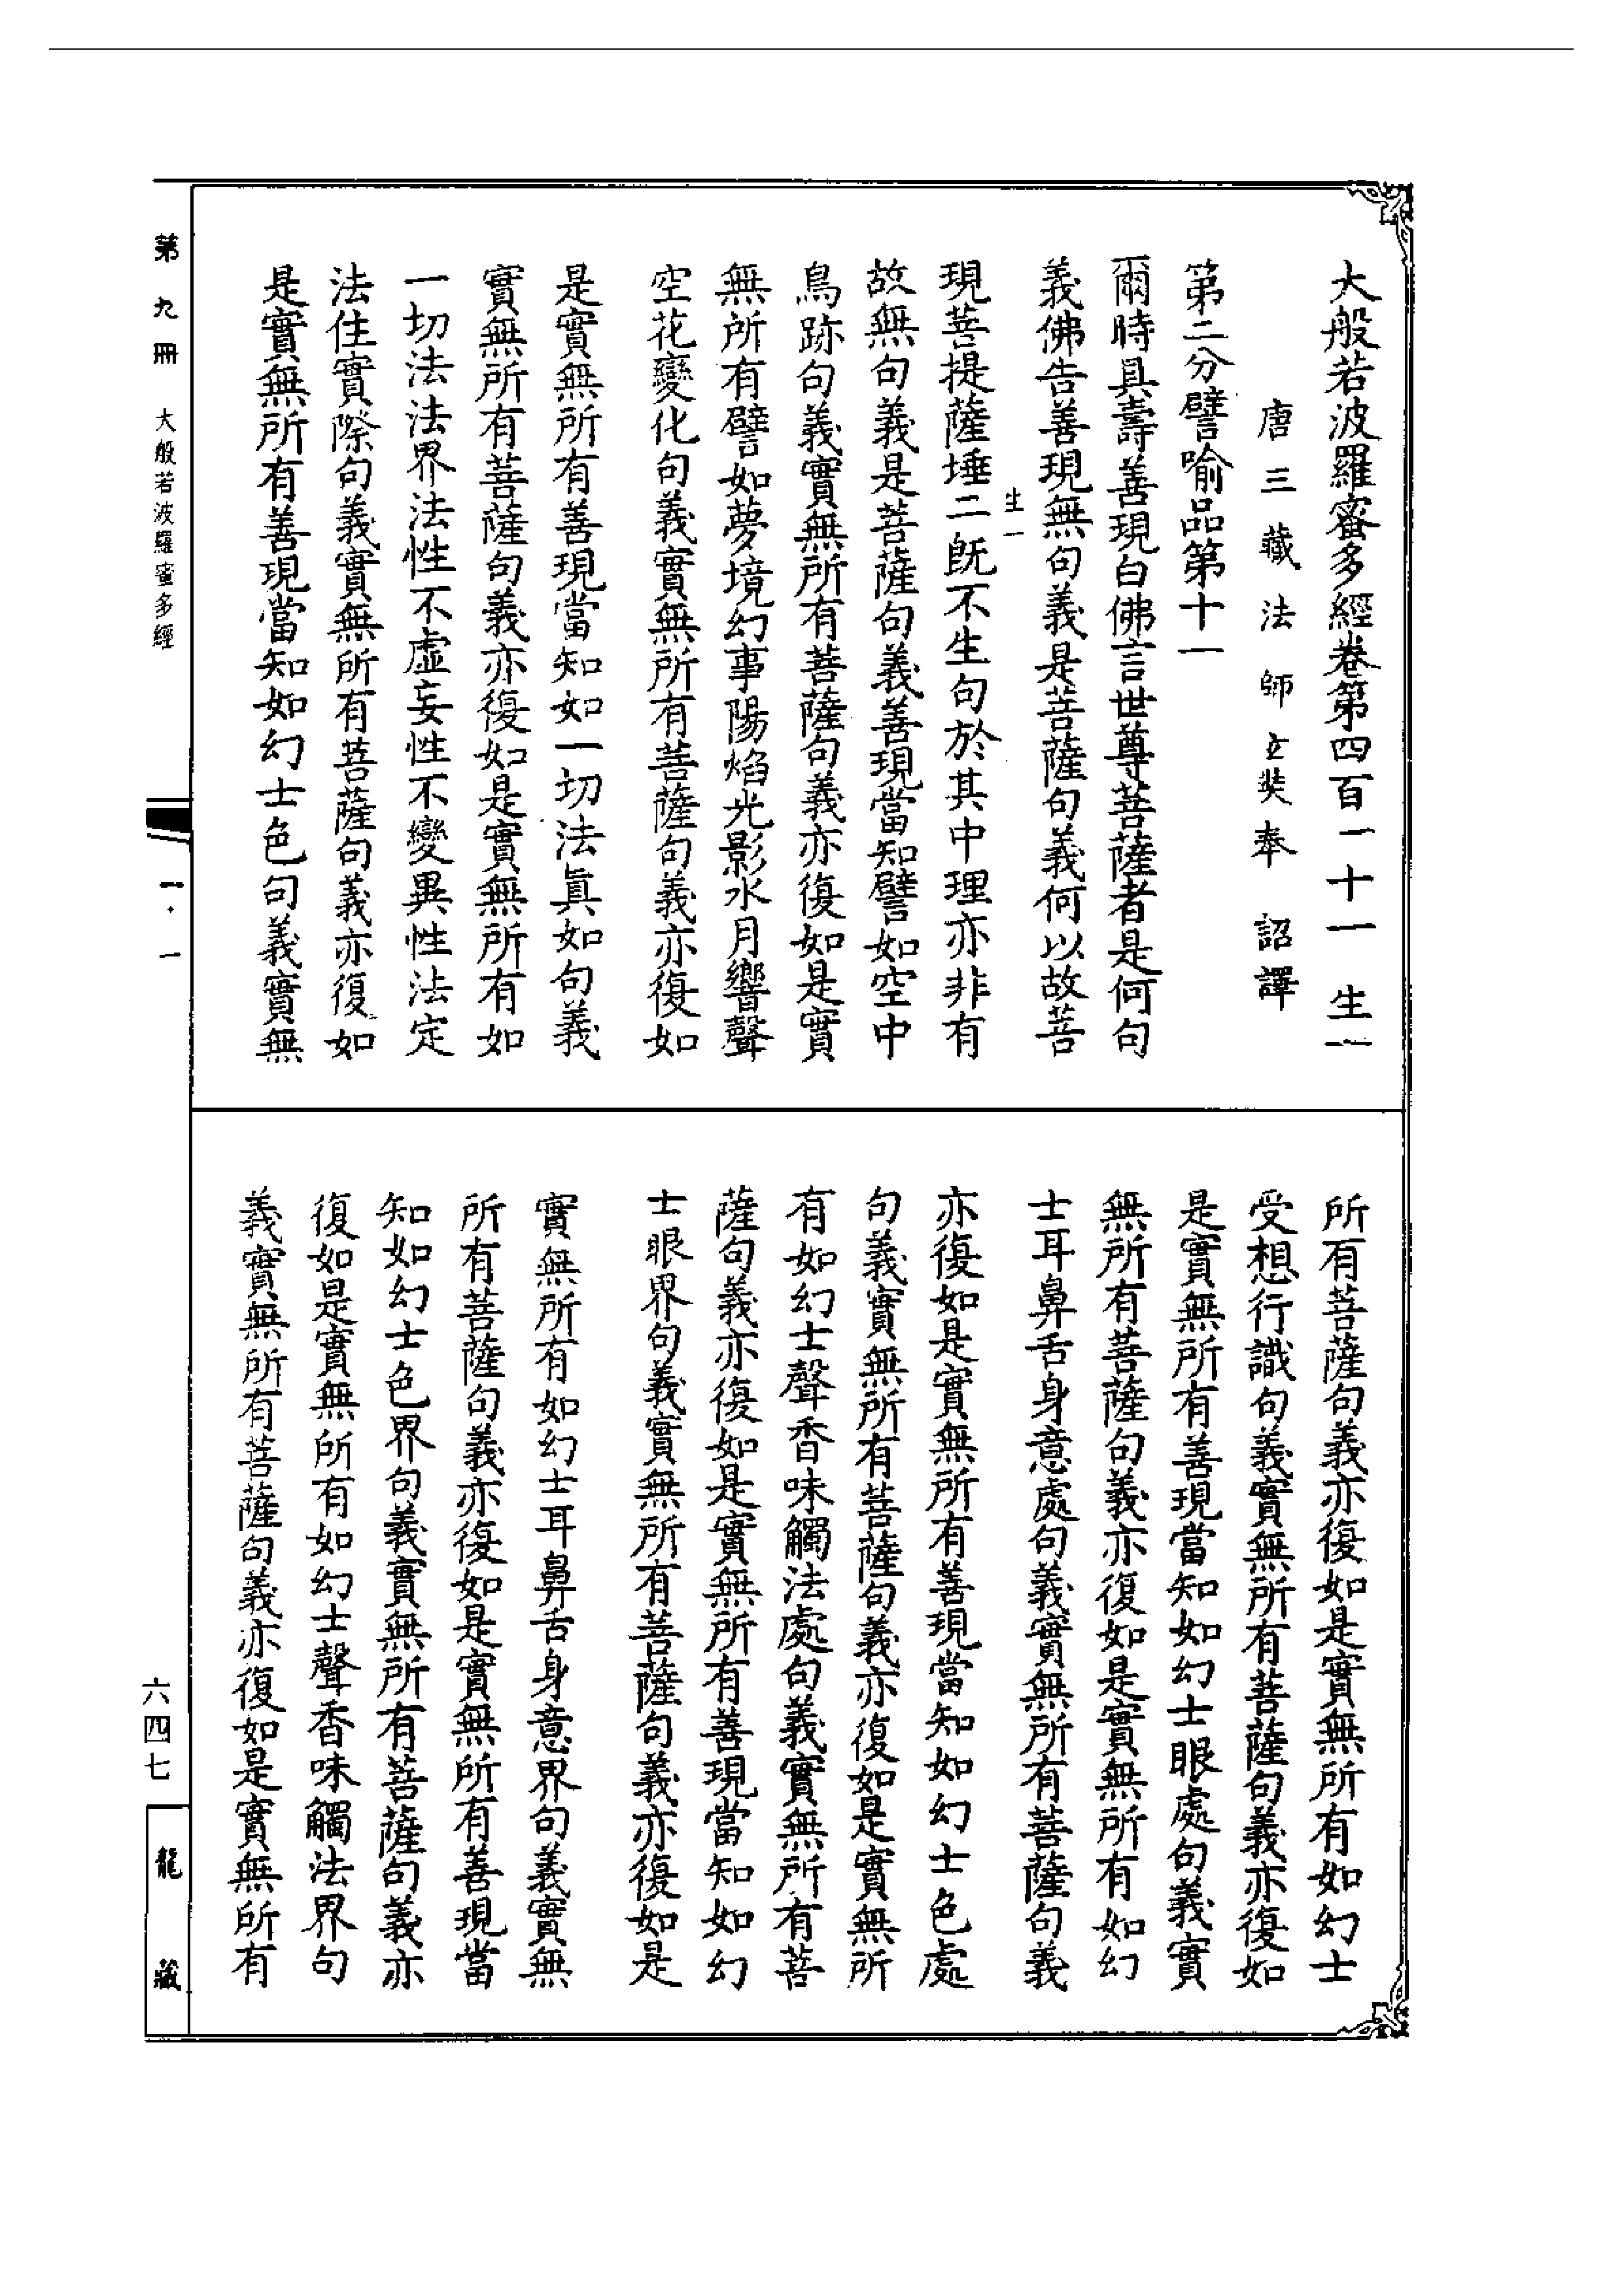 大般若波羅蜜多經卷第四百一十一 生一
唐三藏法師玄奘奉 詔譯
第二分譬喻品第十一
爾時具壽善現白佛言世尊菩薩者是何句
義佛告善現無句義是菩薩句義何以故菩
生一
現菩提薩埵二既不生句於其中理亦非有
故無句義是菩薩句義善現當知譬如空中
鳥跡句義實無所有菩薩句義亦復如是實
無所有譬如夢境幻事陽焰光影水月響聲
空花變化句義實無所有菩薩句義亦復如
是實無所有善現當知如一切法真如句義
實無所有菩薩句義亦復如是實無所有如
一切法法界法性不虛妄性不變異性法定
法住實際句義實無所有菩薩句義亦復如
是實無所有善現當知如幻士色句義實無
所有菩薩句義亦復如是實無所有如幻士
受想行識句義實無所有菩薩句義亦復如
是實無所有善現當知如幻士眼處句義實
無所有菩薩句義亦復如是實無所有如幻
士耳鼻舌身意處句義實無所有菩薩句義
亦復如是實無所有善現當知如幻士色處
句義實無所有菩薩句義亦復如是實無所
有如幻士聲香味觸法處句義實無所有菩
薩句義亦復如是實無所有善現當知如幻
士眼界句義實無所有菩薩句義亦復如是
實無所有如幻士耳鼻舌身意界句義實無
所有菩薩句義亦復如是實無所有善現當
知如幻士色界句義實無所有菩薩句義亦
復如是實無所有如幻士聲香味觸法界句
義實無所有菩薩句義亦復如是實無所有
第九冊 大般若波羅蜜多經
一·一
六四七
龍藏